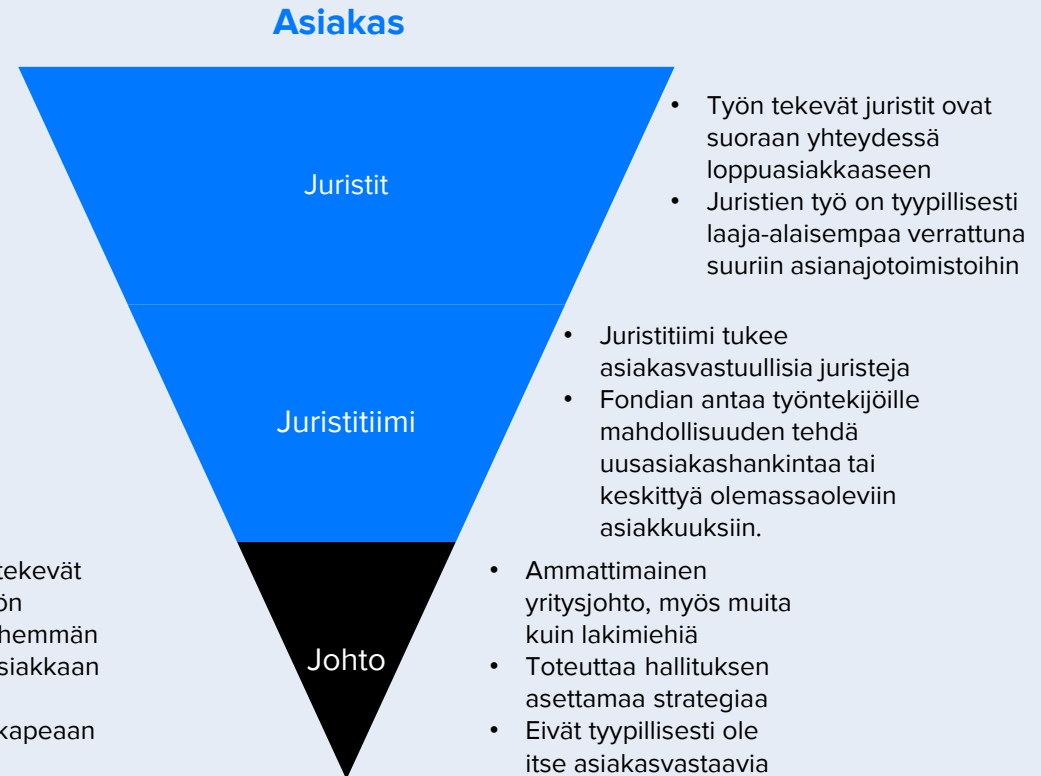 Asiakas
Juristit
• Työn tekevät juristit ovat
suoraan yhteydessä
loppuasiakkaaseen
• Juristien työ on tyypillisesti
laaja-alaisempaa verrattuna
suuriin asianajotoimistoihin
Juristitiimi
• Juristitiimi tukee
asiakasvastuullisia juristeja
• Fondian antaa työntekijöille
mahdollisuuden tehdä
uusasiakashankintaa tai
keskittyä olemassaoleviin
asiakkuuksiin.
tekevät
siakkaan
kapeaan
Johto
• Ammattimainen
yritysjohto, myös muita
kuin lakimiehiä
• Toteuttaa hallituksen
asettamaa strategiaa
• Eivät tyypillisesti ole
itse asiakasvastaavia